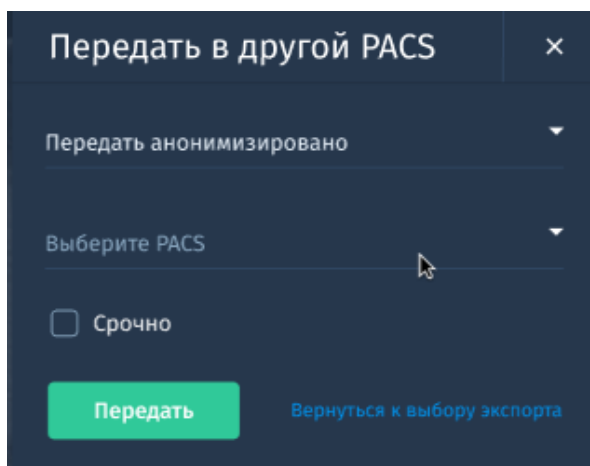 Передать в другой PACS
Передать анонимизировано
Выберите PACS
Срочно
Передать
Вернуться к выбору экспорта